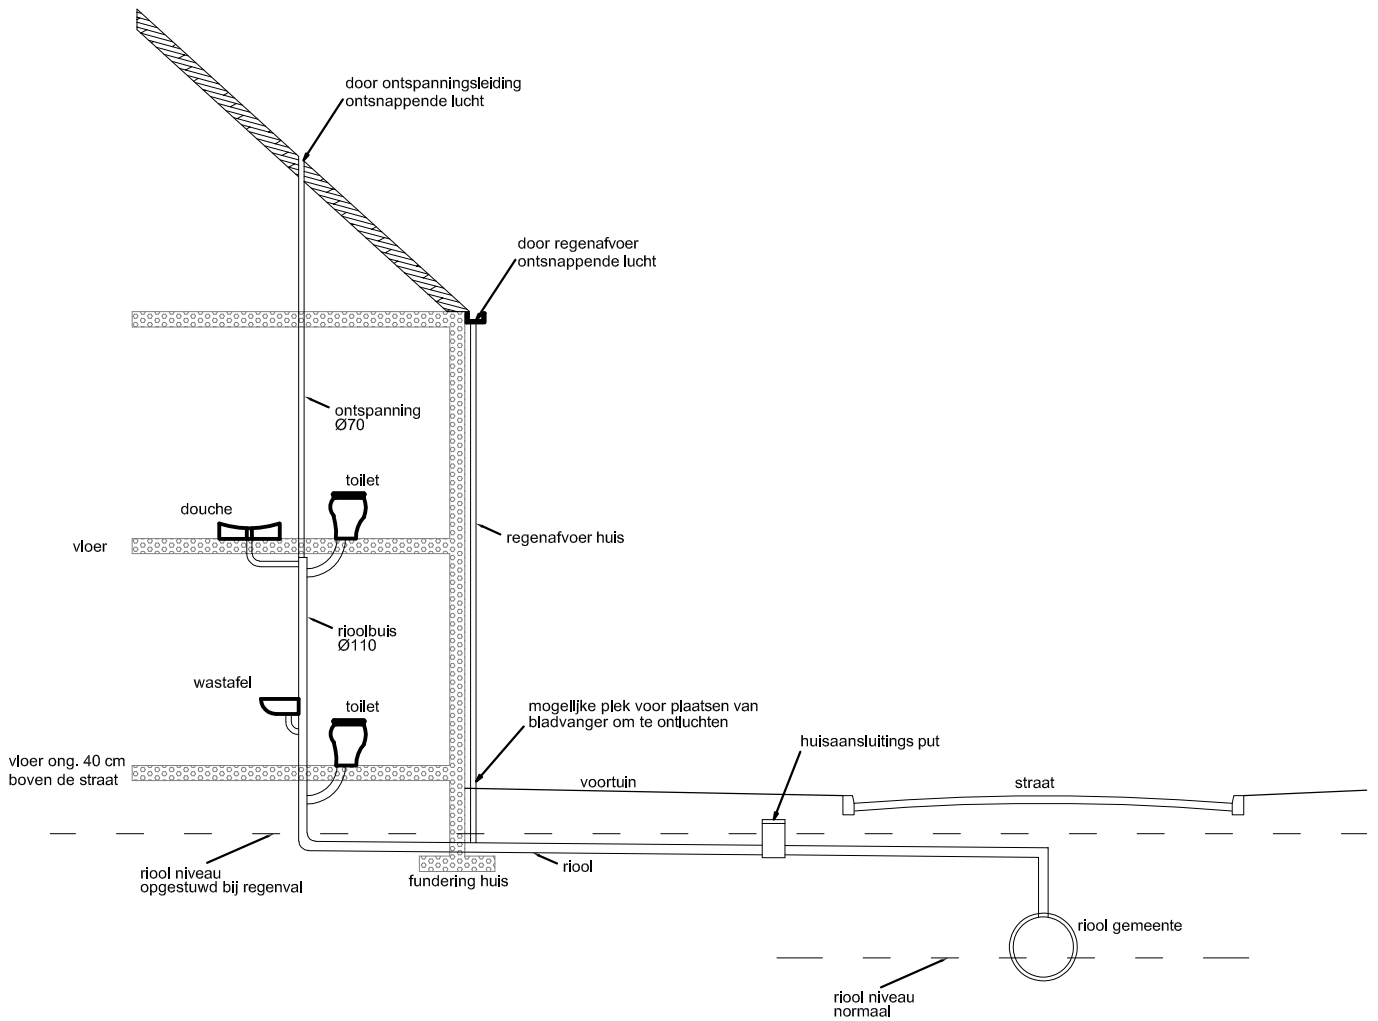 door ontspanningsleiding
ontsnappende lucht
door regenafvoer
ontsnappende lucht
ontspanning
Ø70
toilet
douche
vloer
regenafvoer huis
rioolbuis
Ø110
wastafel
toilet
mogelijke plek voor plaatsen van
bladvanger om te ontluchten
huisaansluitings put
vloer ong. 40 cm
boven de straat
voortuin
straat
riool niveau
opgestuwd bij regenval
riool
fundering huis
riool gemeente
riool niveau
normaal